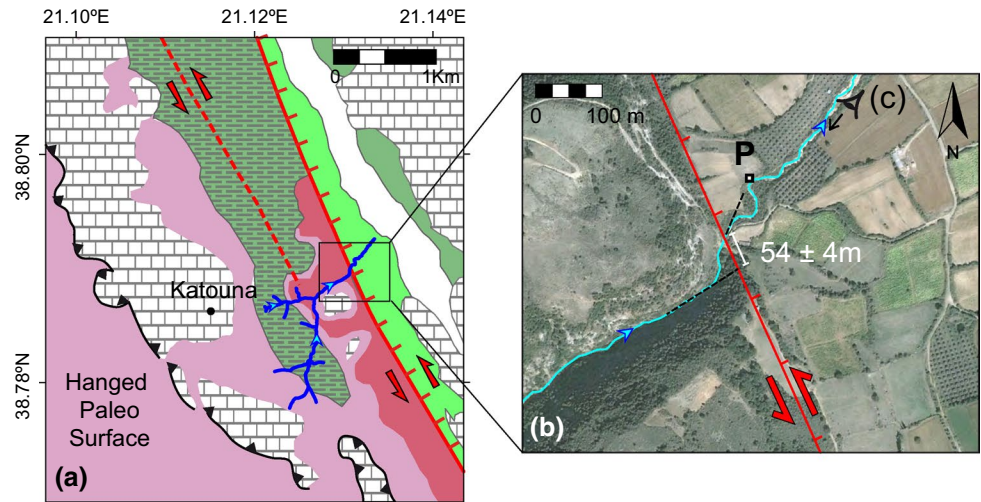 21.10ºE 21.12ºE 21.14ºE
38.80ºN
38.78ºN
0 1Km
Katouna
Hanged
Paleo
Surface
(a)
0 100 m
(c)
N
P
54 ± 4m
(b)